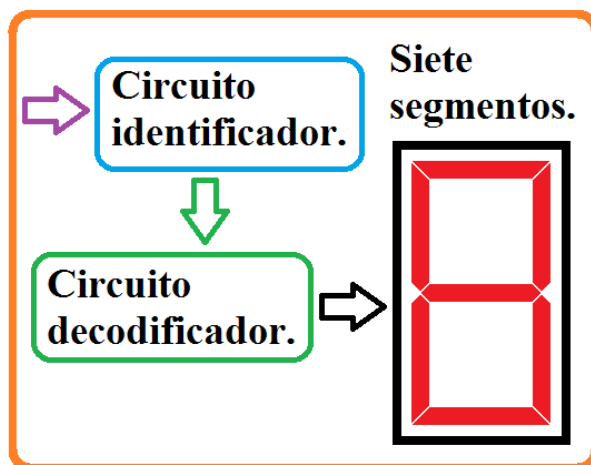 Circuito
identificador.
Siete
segmentos.
Circuito
decodificador.